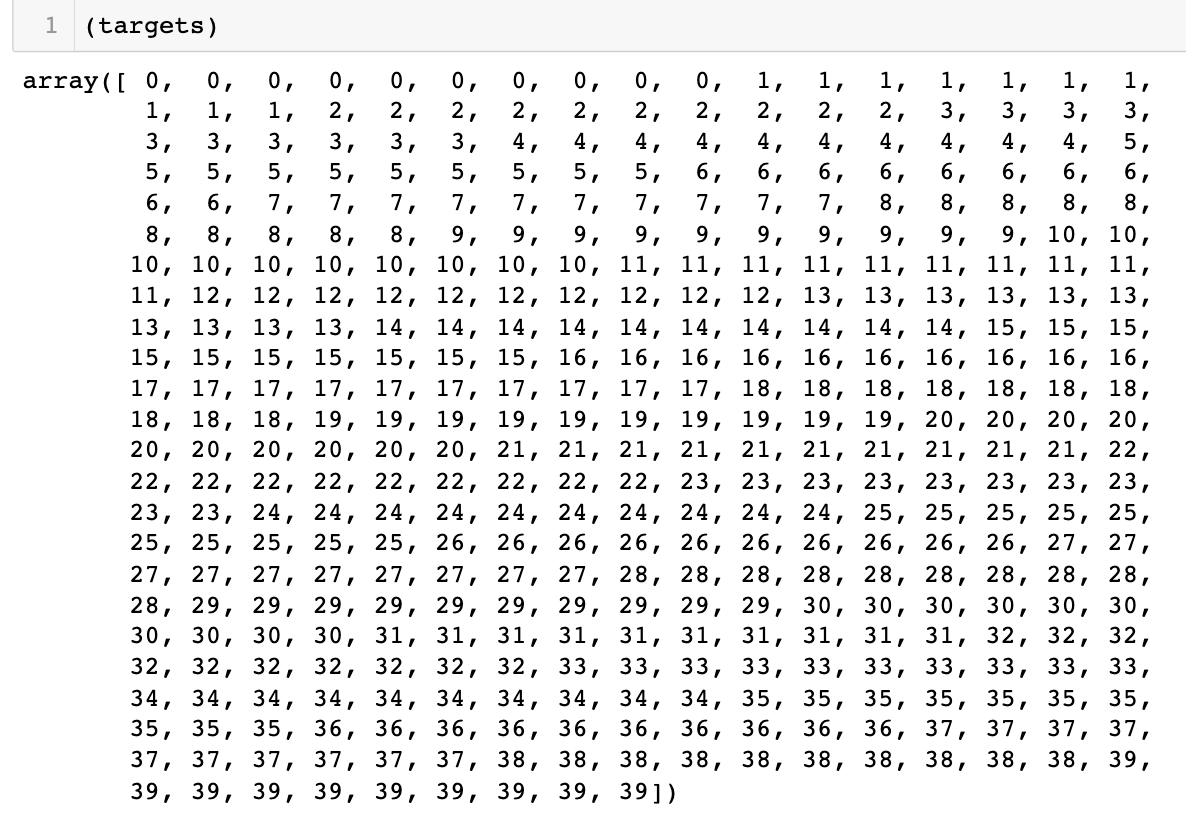 1 (targets)
array([ 0, 0, 0, 0, 0, 0, 0, 0, 0, 0, 1, 1, 1, 1, 1, 1, 1,
1, 1, 1, 2, 2, 2, 2, 2, 2, 2, 2, 2, 2, 3, 3, 3, 3,
3, 3, 3, 3, 3, 3, 4, 4, 4, 4, 4, 4, 4, 4, 4, 4, 5,
5, 5, 5, 5, 5, 5, 5, 5, 5, 6, 6, 6, 6, 6, 6, 6, 6,
6, 6, 7, 7, 7, 7, 7, 7, 7, 7, 7, 7, 8, 8, 8, 8, 8,
8, 8, 8, 8, 8, 9, 9, 9, 9, 9, 9, 9, 9, 9, 9, 10, 10,
10, 10, 10, 10, 10, 10, 10, 10, 11, 11, 11, 11, 11, 11, 11, 11, 11,
11, 12, 12, 12, 12, 12, 12, 12, 12, 12, 12, 13, 13, 13, 13, 13, 13,
13, 13, 13, 13, 14, 14, 14, 14, 14, 14, 14, 14, 14, 14, 15, 15, 15,
15, 15, 15, 15, 15, 15, 15, 16, 16, 16, 16, 16, 16, 16, 16, 16, 16,
17, 17, 17, 17, 17, 17, 17, 17, 17, 17, 18, 18, 18, 18, 18, 18, 18,
18, 18, 18, 19, 19, 19, 19, 19, 19, 19, 19, 19, 19, 20, 20, 20, 20,
20, 20, 20, 20, 20, 20, 21, 21, 21, 21, 21, 21, 21, 21, 21, 21, 22,
22, 22, 22, 22, 22, 22, 22, 22, 22, 23, 23, 23, 23, 23, 23, 23, 23,
23, 23, 24, 24, 24, 24, 24, 24, 24, 24, 24, 24, 25, 25, 25, 25, 25,
25, 25, 25, 25, 25, 26, 26, 26, 26, 26, 26, 26, 26, 26, 26, 27, 27,
27, 27, 27, 27, 27, 27, 27, 27, 28, 28, 28, 28, 28, 28, 28, 28, 28,
28, 29, 29, 29, 29, 29, 29, 29, 29, 29, 29, 30, 30, 30, 30, 30, 30,
30, 30, 30, 30, 31, 31, 31, 31, 31, 31, 31, 31, 31, 31, 32, 32, 32,
32, 32, 32, 32, 32, 32, 32, 33, 33, 33, 33, 33, 33, 33, 33, 33, 33,
34, 34, 34, 34, 34, 34, 34, 34, 34, 34, 35, 35, 35, 35, 35, 35, 35,
35, 35, 35, 36, 36, 36, 36, 36, 36, 36, 36, 36, 36, 37, 37, 37, 37,
37, 37, 37, 37, 37, 37, 38, 38, 38, 38, 38, 38, 38, 38, 38, 38, 39,
39, 39, 39, 39, 39, 39, 39, 39, 39])